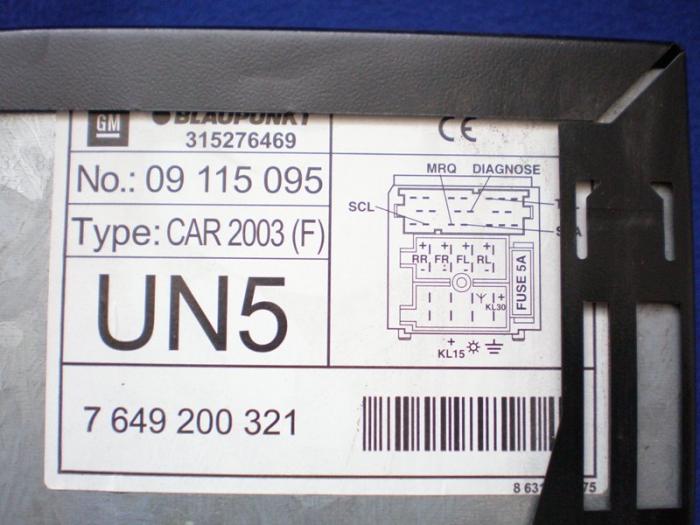 GM
BLAUPUNKT
315276469
No.: 09 115 095
Type: CAR 2003 (F)
UN5
7 649 200 321
CE
MRQ DIAGNOSE
SCL
RR FR FL RL
+ + + +
- - - -
FUSE 5A
+
KL30
+
KL15